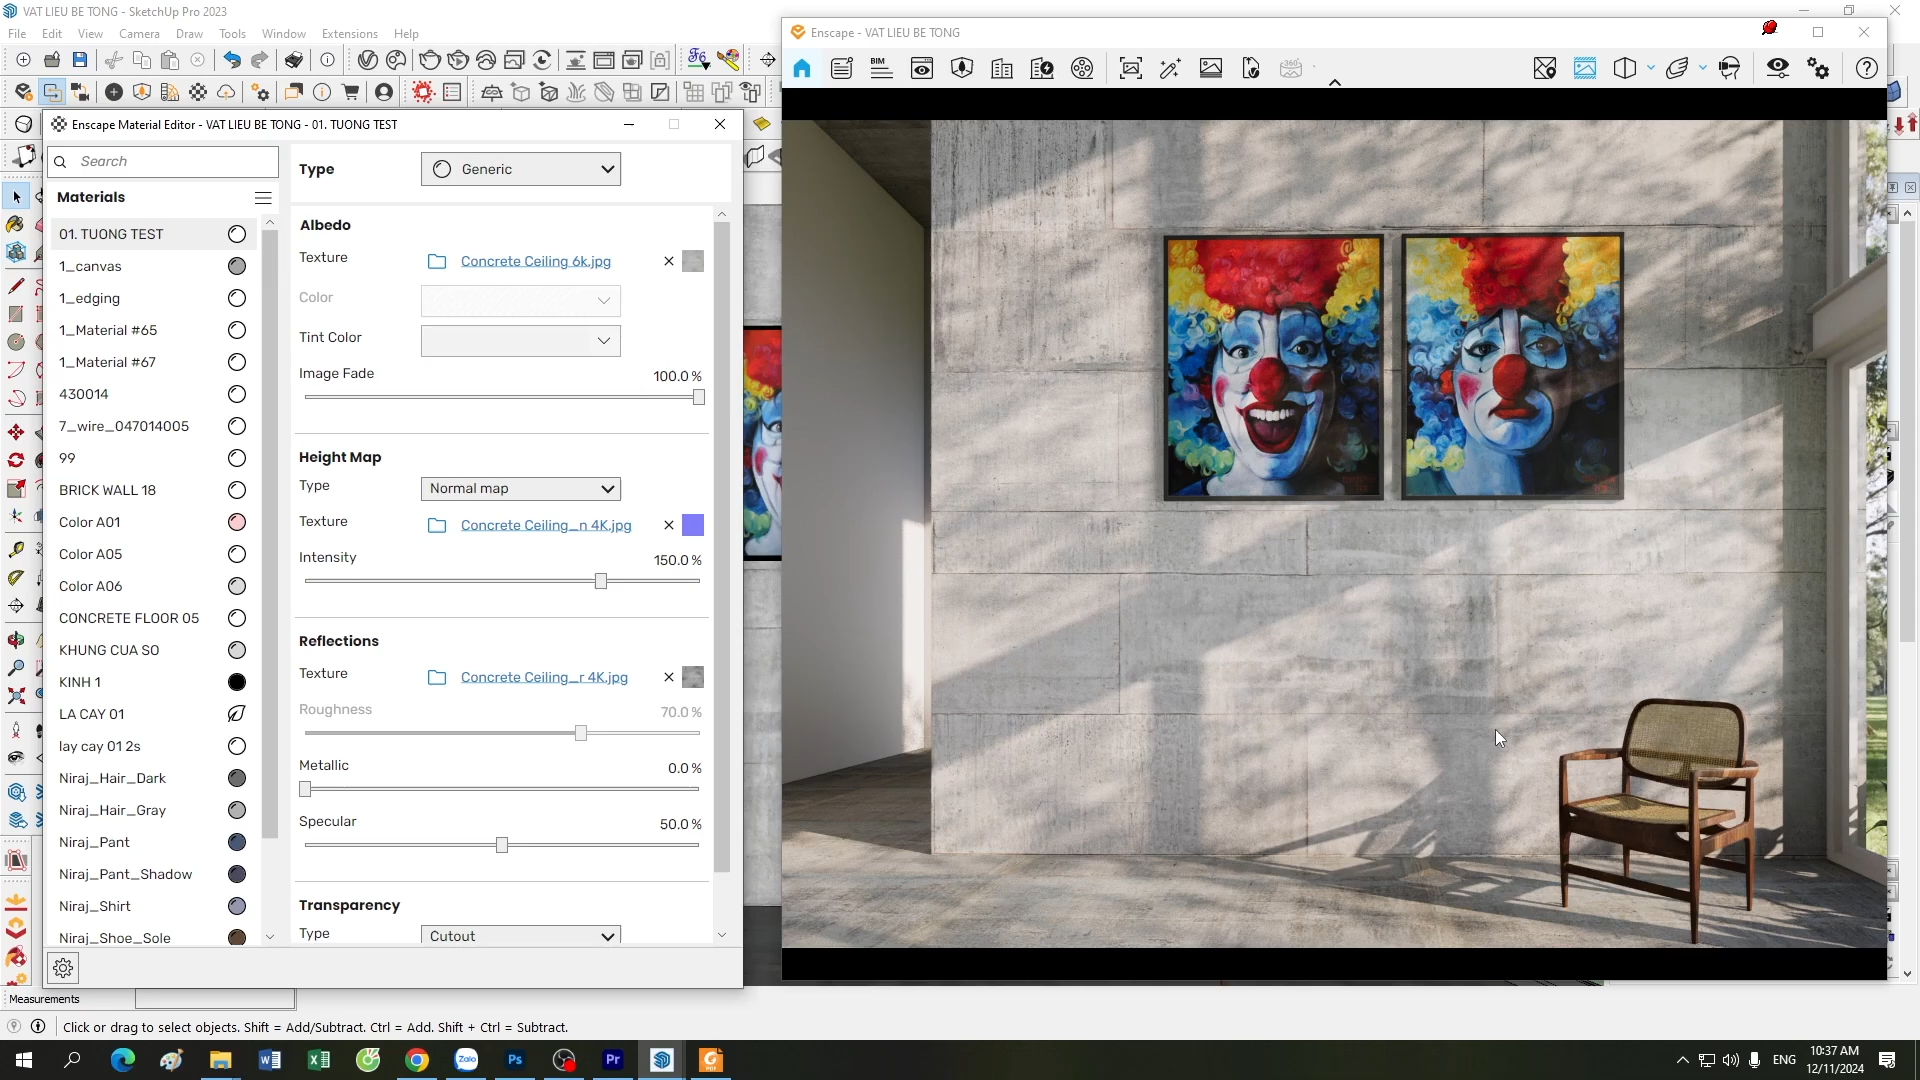 VAT LIEU BE TONG - SketchUp Pro 2023
File Edit View Camera Draw Tools Window Extensions Help
Enscape - VAT LIEU BE TONG
BIM
360°
Enscape Material Editor - VAT LIEU BE TONG - 01. TUONG TEST
Search
Materials
01. TUONG TEST
1_canvas
1_edging
1_Material #65
1_Material #67
430014
7_wire_047014005
99
BRICK WALL 18
Color A01
Color A05
Color A06
CONCRETE FLOOR 05
KHUNG CUA SO
KINH 1
LA CAY 01
lay cay 01 2s
Niraj_Hair_Dark
Niraj_Hair_Gray
Niraj_Pant
Niraj_Pant_Shadow
Niraj_Shirt
Niraj_Shoe_Sole
Type Generic
Albedo
Texture Concrete Ceiling 6k.jpg
Color
Tint Color
Image Fade 100.0 %
Height Map
Type Normal map
Texture Concrete Ceiling_n 4K.jpg
Intensity 150.0 %
Reflections
Texture Concrete Ceiling_r 4K.jpg
Roughness 70.0 %
Metallic 0.0 %
Specular 50.0 %
Transparency
Type Cutout
Measurements
Click or drag to select objects. Shift = Add/Subtract. Ctrl = Add. Shift + Ctrl = Subtract.
Zalo
Ps
Pr
ENG
10:37 AM
12/11/2024